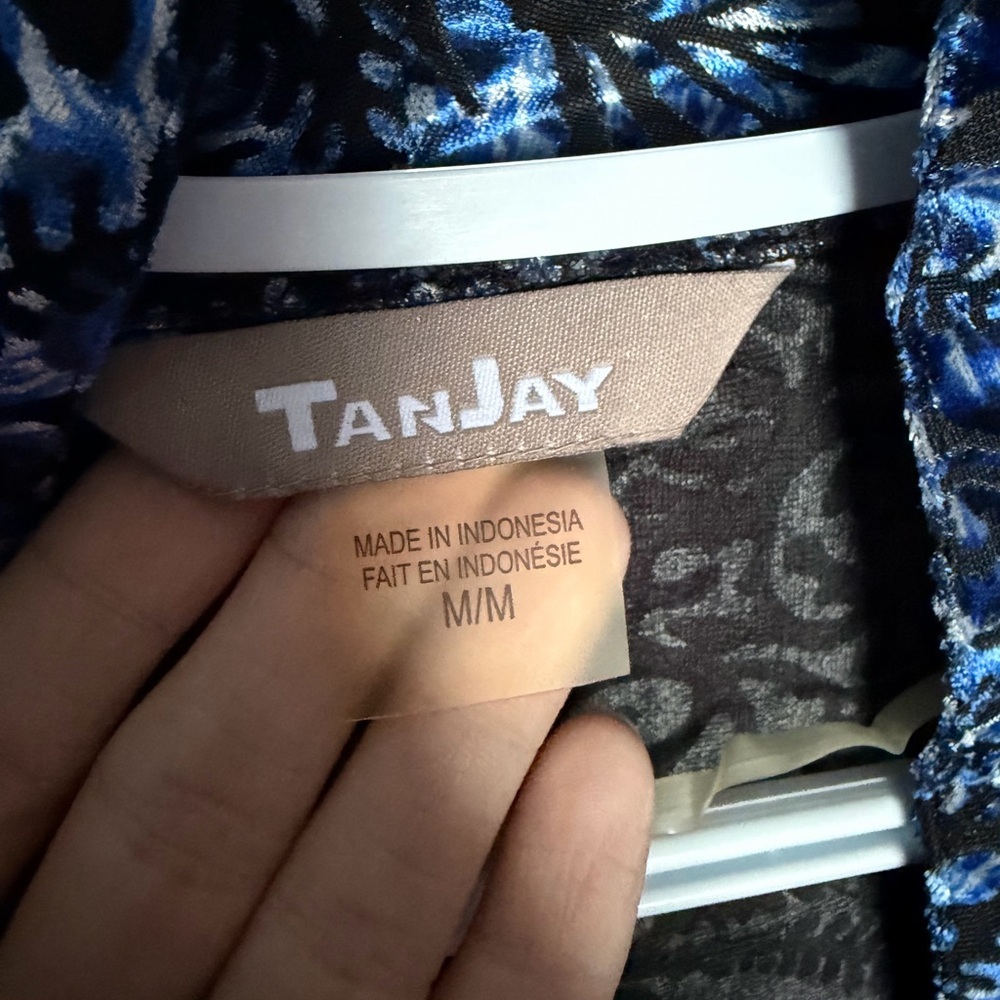 TANJAY
MADE IN INDONESIA
FAIT EN INDONÉSIE
M/M